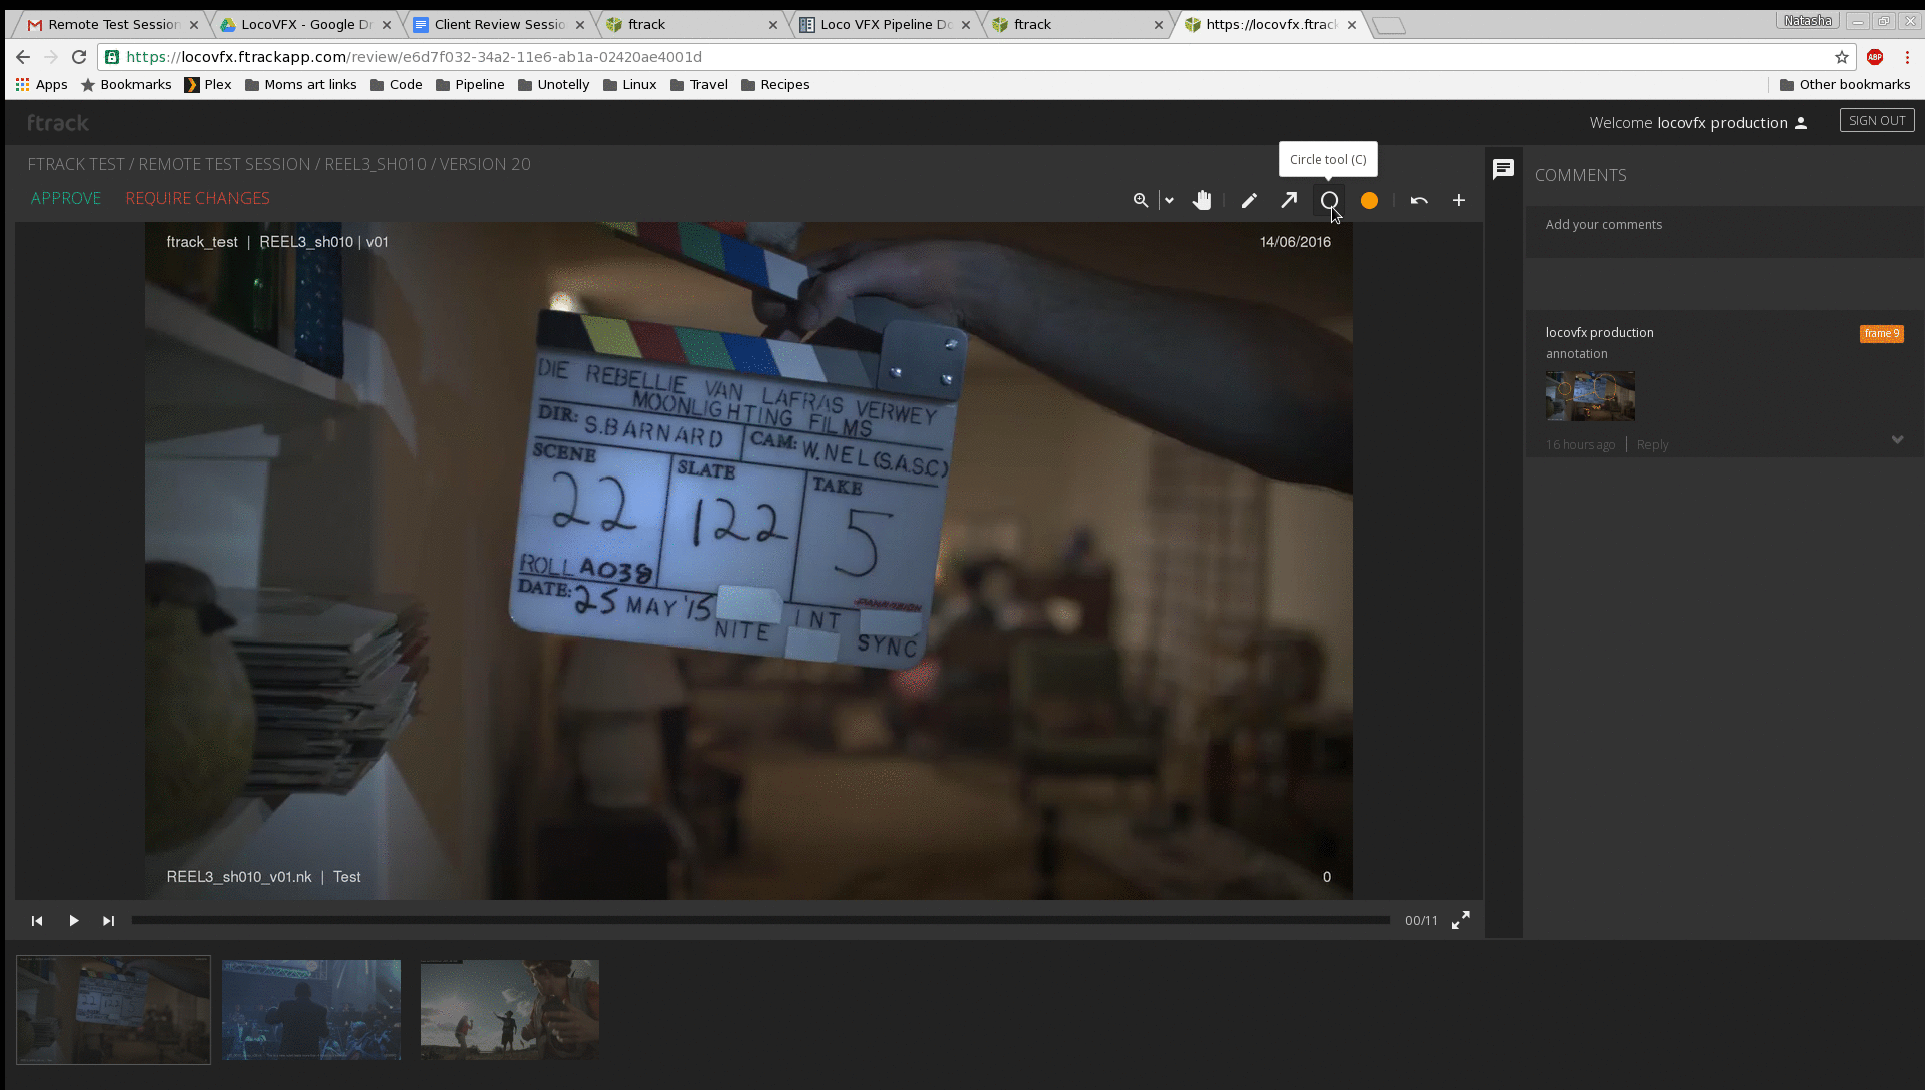 Remote Test Session
LocoVFX - Google Dr
Client Review Sessio
ftrack
Loco VFX Pipeline Do
ftrack
https://locovfx.ftrack
Natasha
https://locovfx.ftrackapp.com/review/e6d7f032-34a2-11e6-ab1a-02420ae4001d
ABP
Apps Bookmarks Plex Moms art links Code Pipeline Unotelly Linux Travel Recipes Other bookmarks
ftrack
Welcome locovfx production SIGN OUT
FTRACK TEST / REMOTE TEST SESSION / REEL3_SH010 / VERSION 20
Circle tool (C)
APPROVE REQUIRE CHANGES
COMMENTS
Add your comments
locovfx production frame 9
annotation
16 hours ago | Reply
ftrack_test | REEL3_sh010 | v01 14/06/2016
DIE REBELLIE VAN LAFRAS VERWEY
MOONLIGHTING FILMS
DIR: S.BARNARD CAM: W.NEL(S.A.S.C)
SCENE SLATE TAKE
22 122 5
ROLL A038
DATE: 25 MAY '15
NITE INT
SYNC
REEL3_sh010_v01.nk | Test 0
00/11